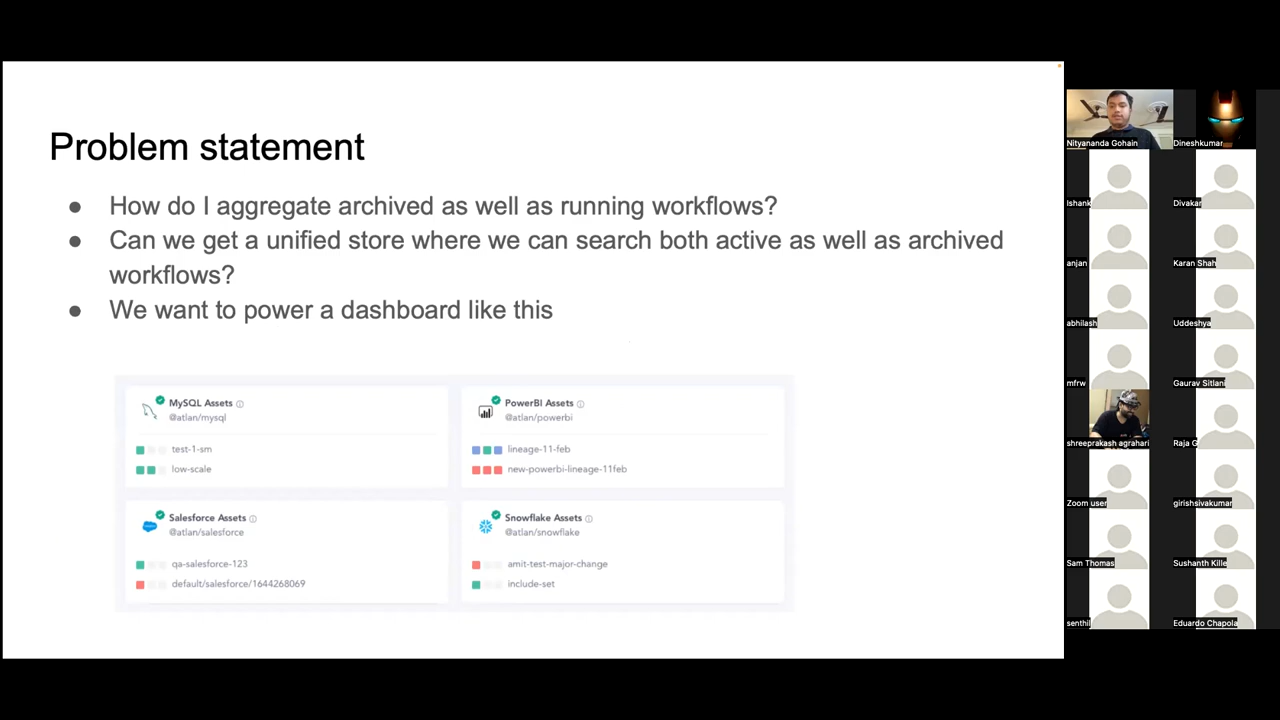 Problem statement
● How do I aggregate archived as well as running workflows?
● Can we get a unified store where we can search both active as well as archived
workflows?
● We want to power a dashboard like this
MySQL Assets
@atlan/mysql
test-1-sm
low-scale
PowerBI Assets
@atlan/powerbi
lineage-11-feb
new-powerbi-lineage-11feb
Salesforce Assets
@atlan/salesforce
qa-salesforce-123
default/salesforce/1644268069
Snowflake Assets
@atlan/snowflake
amit-test-major-change
include-set
Nityananda Gohain
Dineshkumar
Ishank
Divakar
anjan
Karan Shah
abhilash
Uddeshya
mfrw
Gaurav Sitlani
shreeprakash agrahari
Raja G
Zoom user
girishsivakumar
Sam Thomas
Sushanth Kille
senthil
Eduardo Chapola